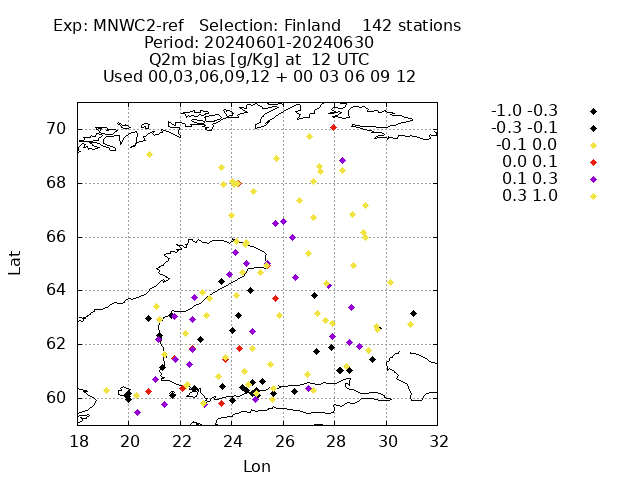 Exp: MNWC2-ref   Selection: Finland    142 stations
Period: 20240601-20240630
Q2m bias [g/Kg] at  12 UTC
Used 00,03,06,09,12 + 00 03 06 09 12
-1.0 -0.3
-0.3 -0.1
-0.1 0.0
0.0 0.1
0.1 0.3
0.3 1.0
70
68
66
64
62
60
Lat
18 20 22 24 26 28 30 32
Lon